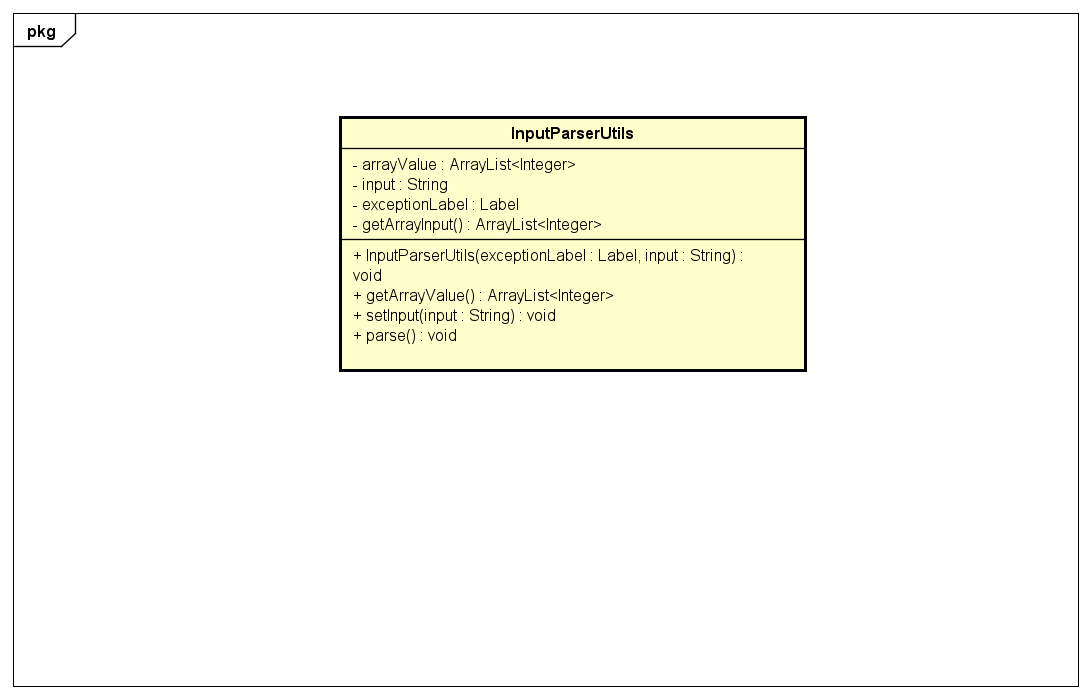 pkg
InputParserUtils
- arrayValue : ArrayList<Integer>
- input : String
- exceptionLabel : Label
- getArrayInput() : ArrayList<Integer>
+ InputParserUtils(exceptionLabel : Label, input : String) :
void
+ getArrayValue() : ArrayList<Integer>
+ setInput(input : String) : void
+ parse() : void